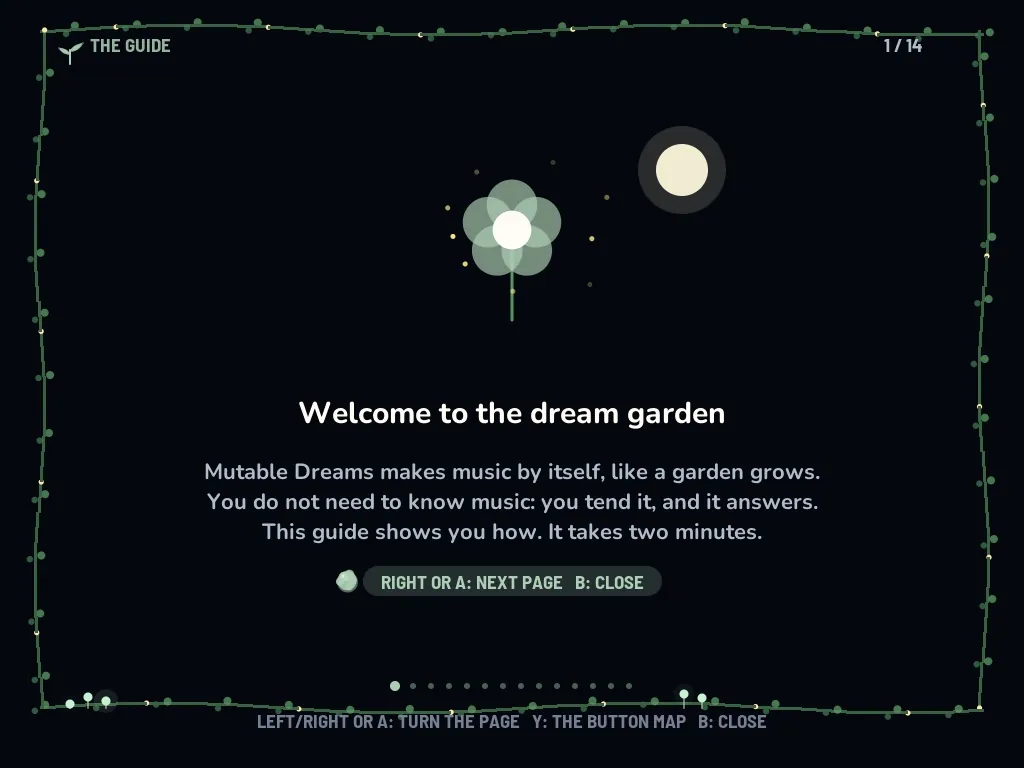 THE GUIDE
1 / 14
Welcome to the dream garden
Mutable Dreams makes music by itself, like a garden grows.
You do not need to know music: you tend it, and it answers.
This guide shows you how. It takes two minutes.
RIGHT OR A: NEXT PAGE   B: CLOSE
LEFT/RIGHT OR A: TURN THE PAGE   Y: THE BUTTON MAP   B: CLOSE